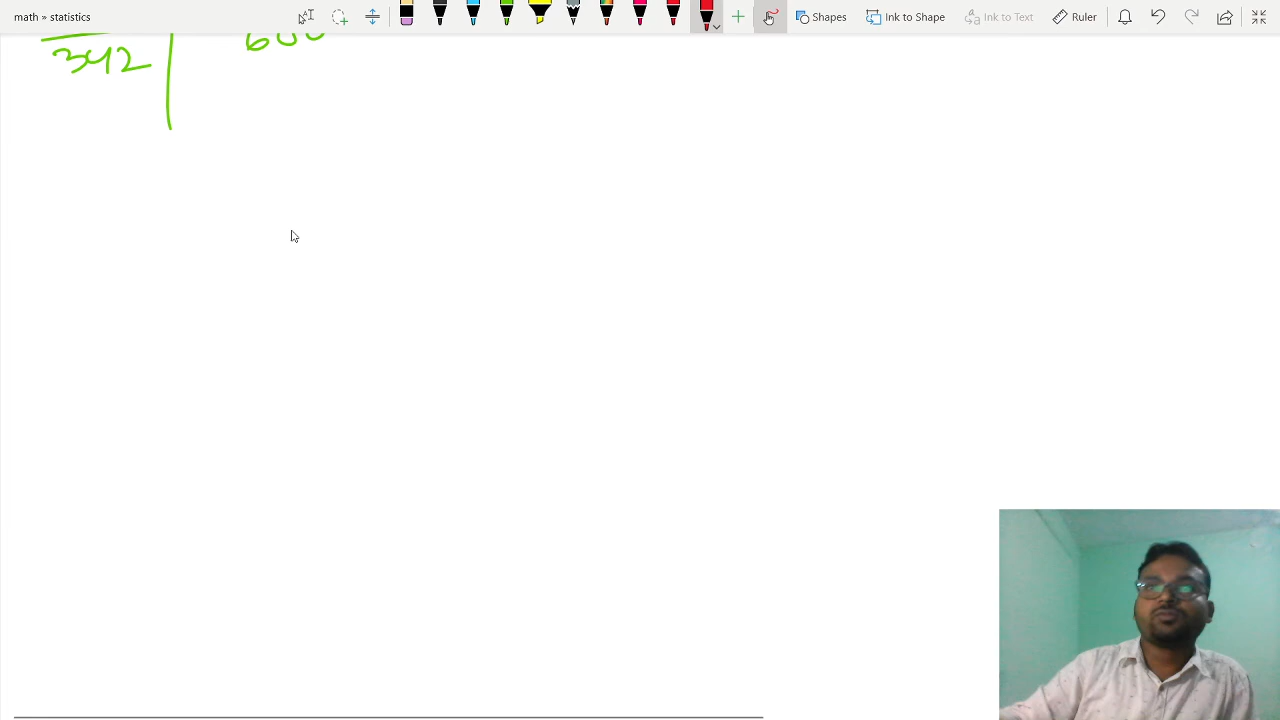 math » statistics
Shapes
Ink to Shape
Ink to Text
Ruler
342